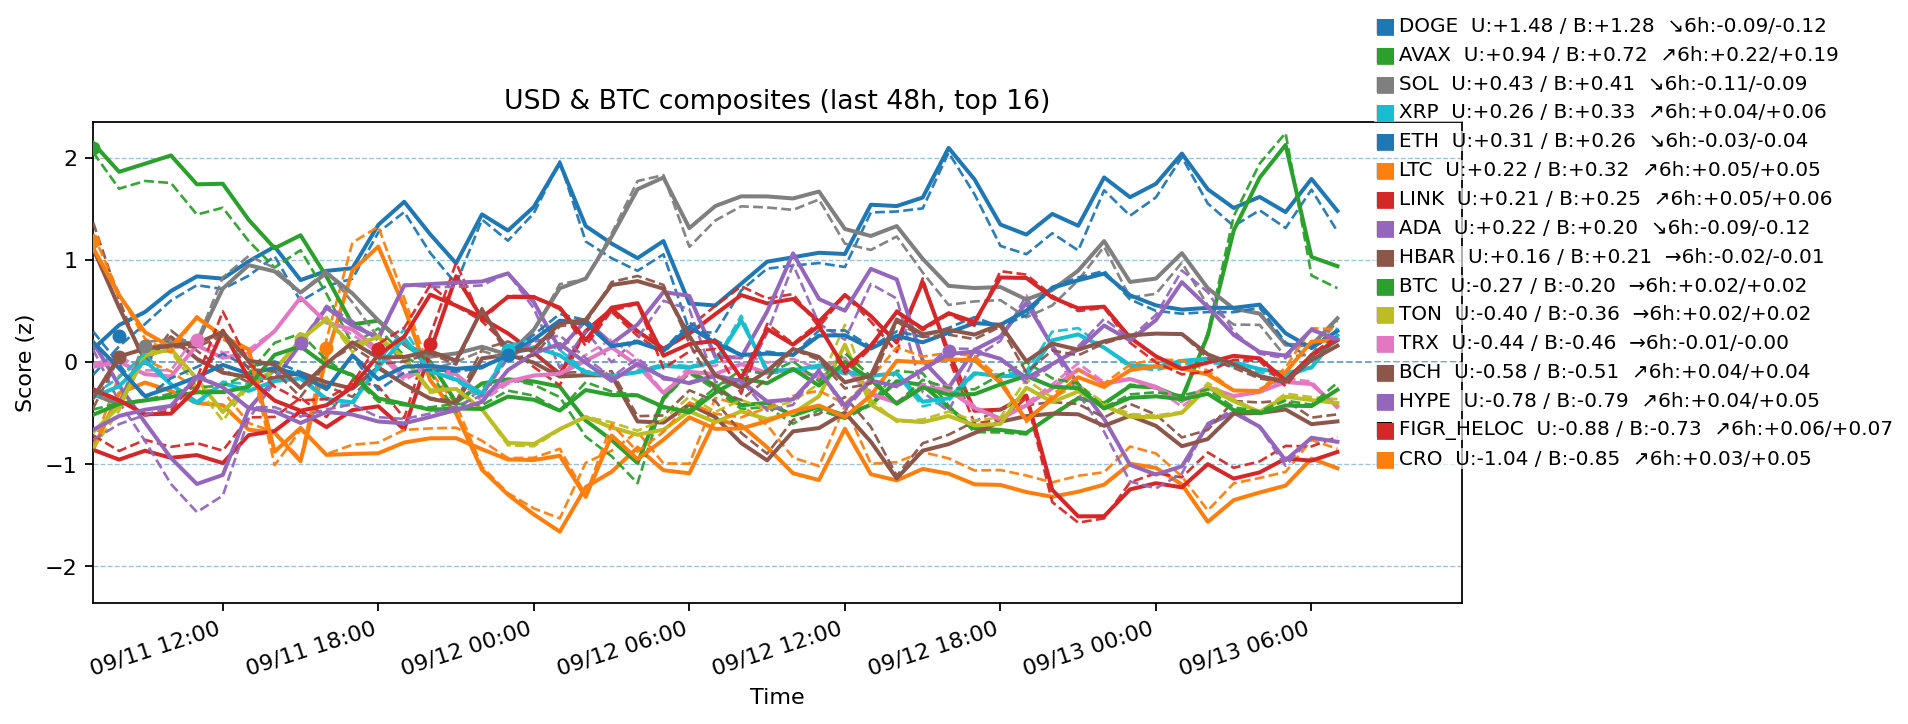 DOGE  U:+1.48 / B:+1.28  ↘6h:-0.09/-0.12
AVAX  U:+0.94 / B:+0.72  ↗6h:+0.22/+0.19
SOL  U:+0.43 / B:+0.41  ↘6h:-0.11/-0.09
XRP  U:+0.26 / B:+0.33  ↗6h:+0.04/+0.06
ETH  U:+0.31 / B:+0.26  ↘6h:-0.03/-0.04
LTC  U:+0.22 / B:+0.32  ↗6h:+0.05/+0.05
LINK  U:+0.21 / B:+0.25  ↗6h:+0.05/+0.06
ADA  U:+0.22 / B:+0.20  ↘6h:-0.09/-0.12
HBAR  U:+0.16 / B:+0.21  →6h:-0.02/-0.01
BTC  U:-0.27 / B:-0.20  →6h:+0.02/+0.02
TON  U:-0.40 / B:-0.36  →6h:+0.02/+0.02
TRX  U:-0.44 / B:-0.46  →6h:-0.01/-0.00
BCH  U:-0.58 / B:-0.51  ↗6h:+0.04/+0.04
HYPE  U:-0.78 / B:-0.79  ↗6h:+0.04/+0.05
FIGR_HELOC  U:-0.88 / B:-0.73  ↗6h:+0.06/+0.07
CRO  U:-1.04 / B:-0.85  ↗6h:+0.03/+0.05
USD & BTC composites (last 48h, top 16)
Score (z)
2
1
0
−1
−2
09/11 12:00
09/11 18:00
09/12 00:00
09/12 06:00
09/12 12:00
09/12 18:00
09/13 00:00
09/13 06:00
Time